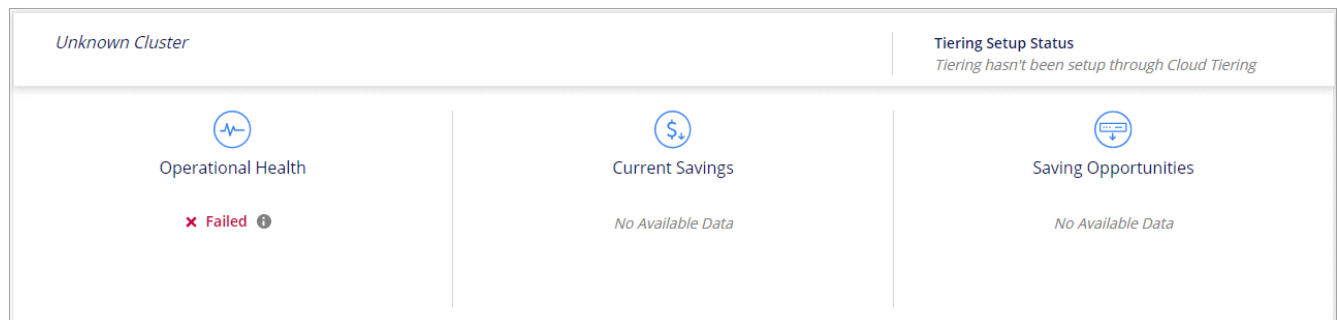 Unknown Cluster
Tiering Setup Status
Tiering hasn't been setup through Cloud Tiering
Operational Health
Current Savings
Saving Opportunities
Failed
No Available Data
No Available Data